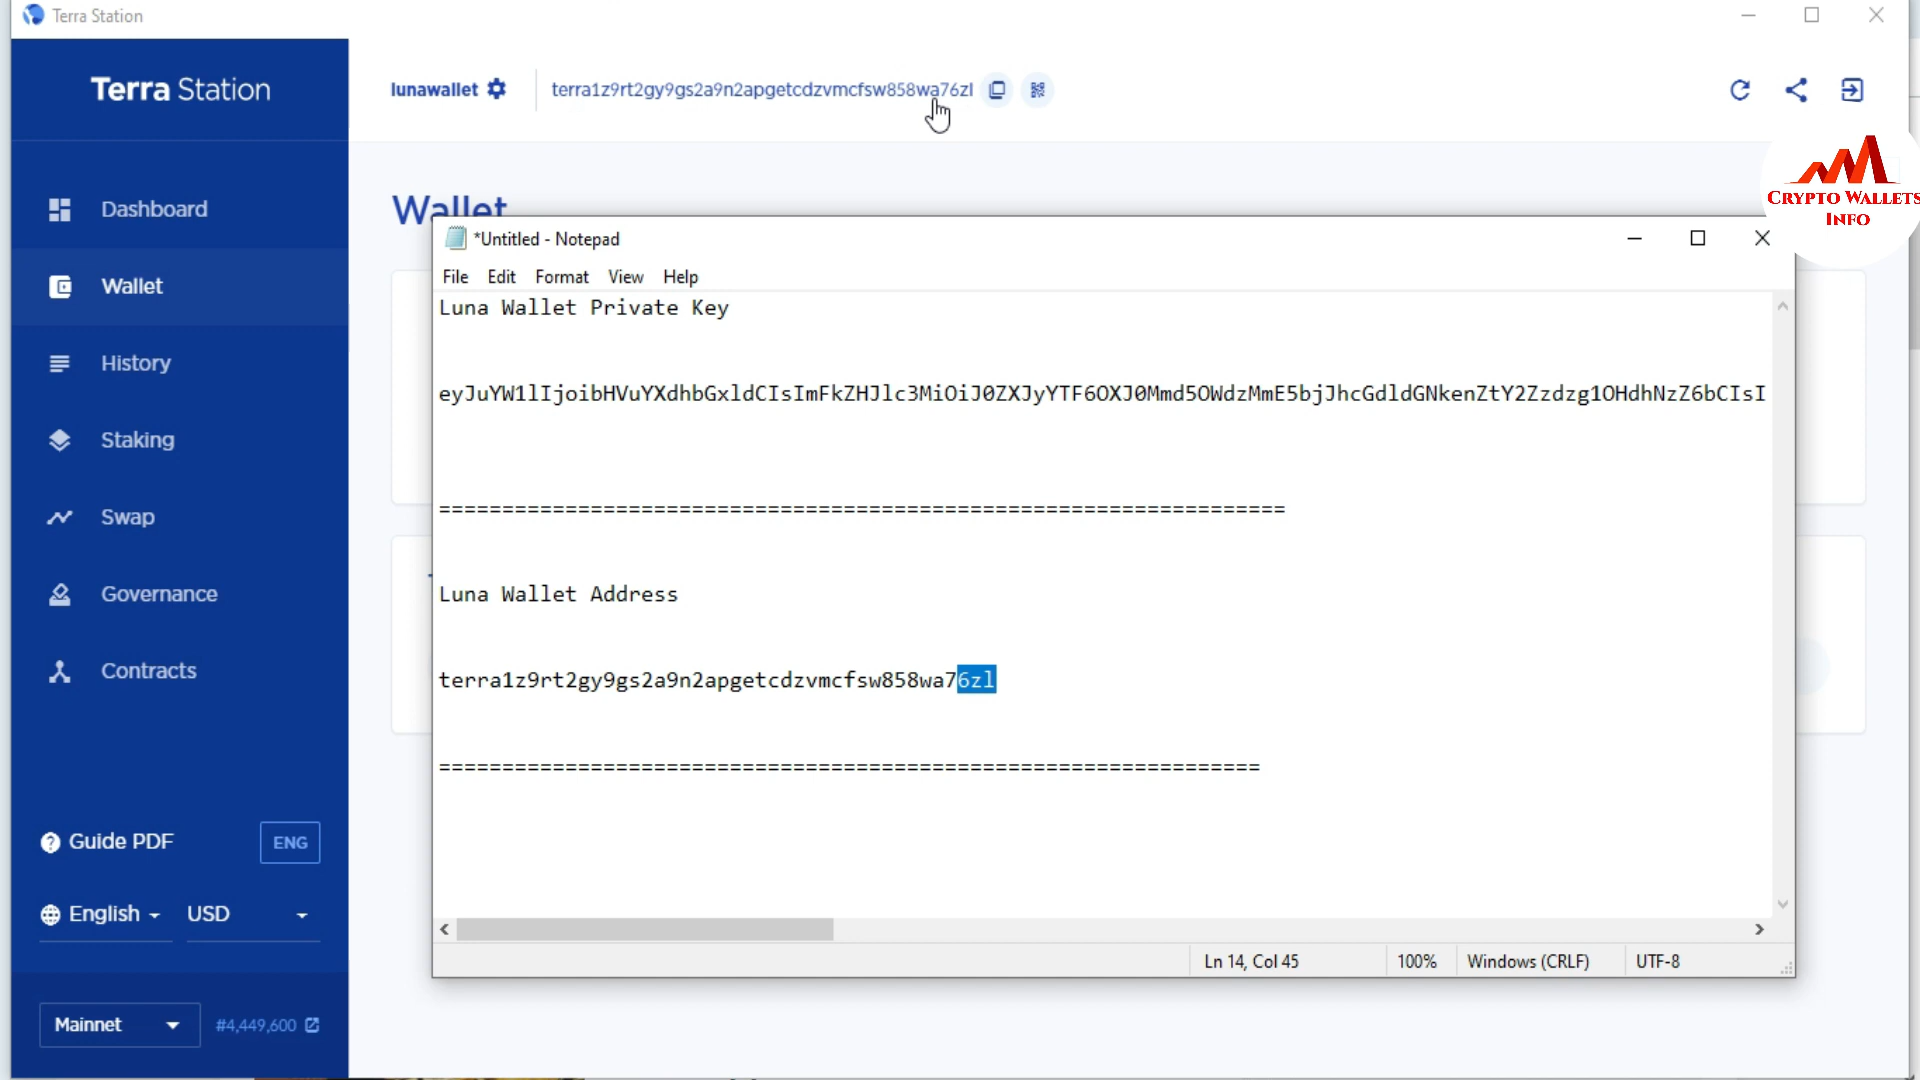 Terra Station
Terra Station
lunawallet
terra1z9rt2gy9gs2a9n2apgetcdzvmcfsw858wa76zl
CRYPTO WALLETS
INFO
Dashboard
Wallet
History
Staking
Swap
Governance
Contracts
Guide PDF
ENG
English
USD
Mainnet
#4,449,600
Wallet
*Untitled - Notepad
File Edit Format View Help
Luna Wallet Private Key
eyJuYW1lIjoibHVuYXdhbGxldCIsImFkZHJlc3MiOiJ0ZXJyYTF6OXJ0Mmd5OWdzMmE5bjJhcGdldGNkenZtY2Zzdzg1OHdhNzZ6bCIsI
===================================================================
Luna Wallet Address
terra1z9rt2gy9gs2a9n2apgetcdzvmcfsw858wa76zl
=================================================================
Ln 14, Col 45
100%
Windows (CRLF)
UTF-8